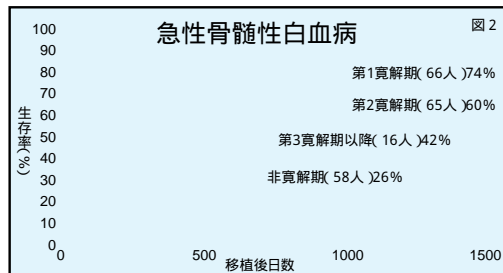 急性骨髄性白血病
図2
100
90
80
70
60
50
40
30
20
10
0
生存率(%)
第1寛解期(66人)74%
第2寛解期(65人)60%
第3寛解期以降(16人)42%
非寛解期(58人)26%
0
500
1000
1500
移植後日数